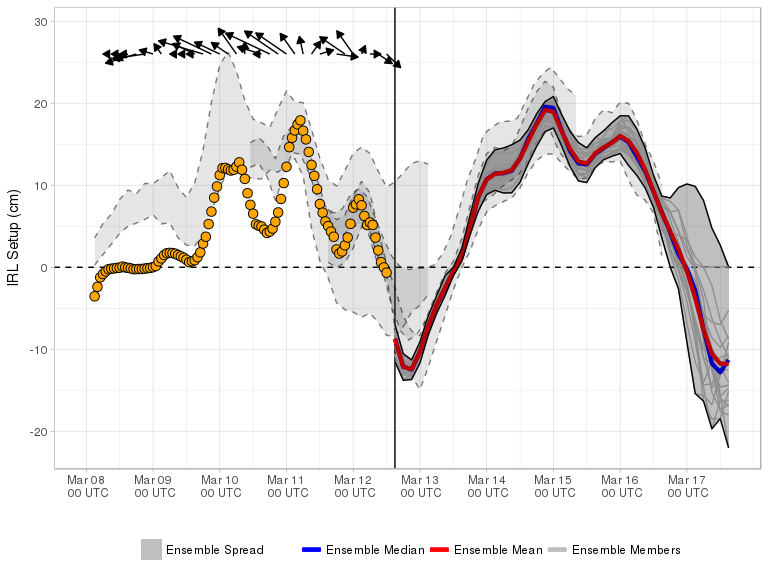 IRL Setup (cm)
30
20
10
0
-10
-20
Mar 08 Mar 09 Mar 10 Mar 11 Mar 12 Mar 13 Mar 14 Mar 15 Mar 16 Mar 17
00 UTC 00 UTC 00 UTC 00 UTC 00 UTC 00 UTC 00 UTC 00 UTC 00 UTC 00 UTC
Ensemble Spread Ensemble Median Ensemble Mean Ensemble Members